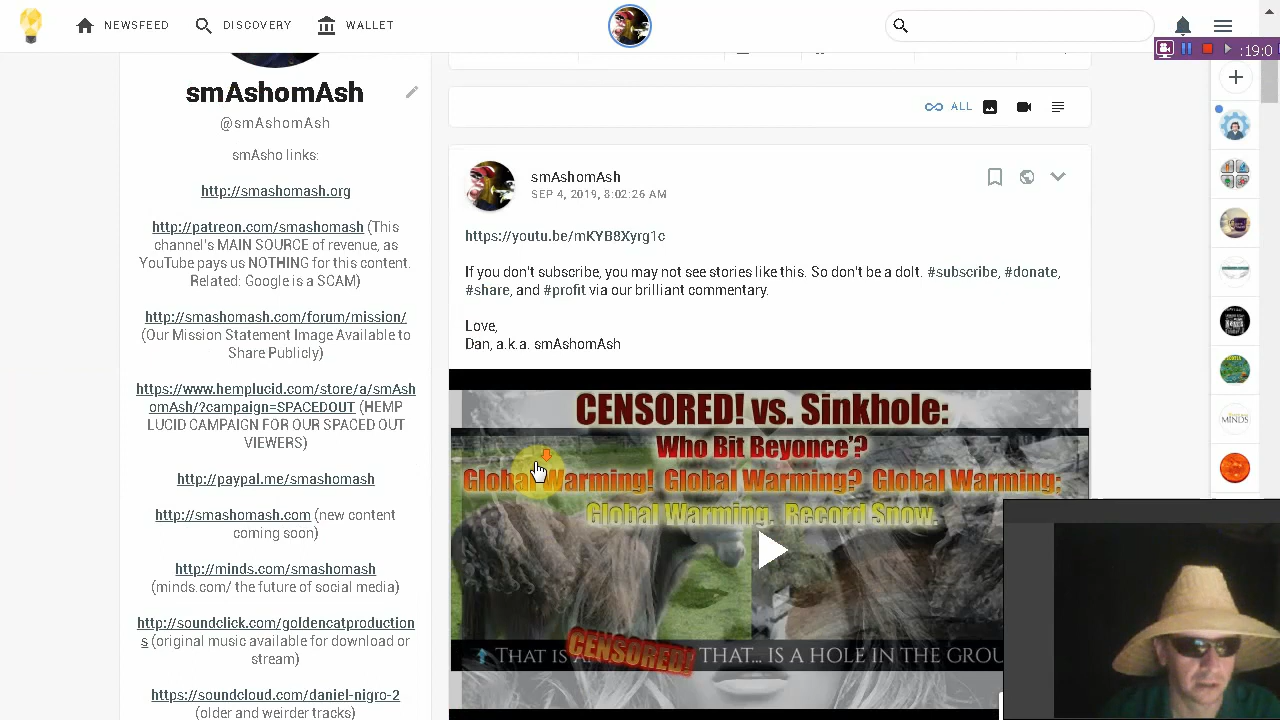 NEWSFEED DISCOVERY WALLET
:19:0
smAshomAsh
@smAshomAsh
smAsho links:
http://smashomash.org
http://patreon.com/smashomash (This
channel's MAIN SOURCE of revenue, as
YouTube pays us NOTHING for this content.
Related: Google is a SCAM)
http://smashomash.com/forum/mission/
(Our Mission Statement Image Available to
Share Publicly)
https://www.hemplucid.com/store/a/smAsh
omAsh/?campaign=SPACEDOUT (HEMP
LUCID CAMPAIGN FOR OUR SPACED OUT
VIEWERS)
http://paypal.me/smashomash
http://smashomash.com (new content
coming soon)
http://minds.com/smashomash
(minds.com/ the future of social media)
http://soundclick.com/goldencatproduction
s (original music available for download or
stream)
https://soundcloud.com/daniel-nigro-2
(older and weirder tracks)
ALL
smAshomAsh
SEP 4, 2019, 8:02:26 AM
https://youtu.be/mKYB8Xyrg1c
If you don't subscribe, you may not see stories like this. So don't be a dolt. #subscribe, #donate,
#share, and #profit via our brilliant commentary.
Love,
Dan, a.k.a. smAshomAsh
CENSORED! vs. Sinkhole:
Who Bit Beyonce'?
Global Warming! Global Warming? Global Warming;
Global Warming. Record Snow.
THAT IS A CENSORED! THAT... IS A HOLE IN THE GROU
MINDS